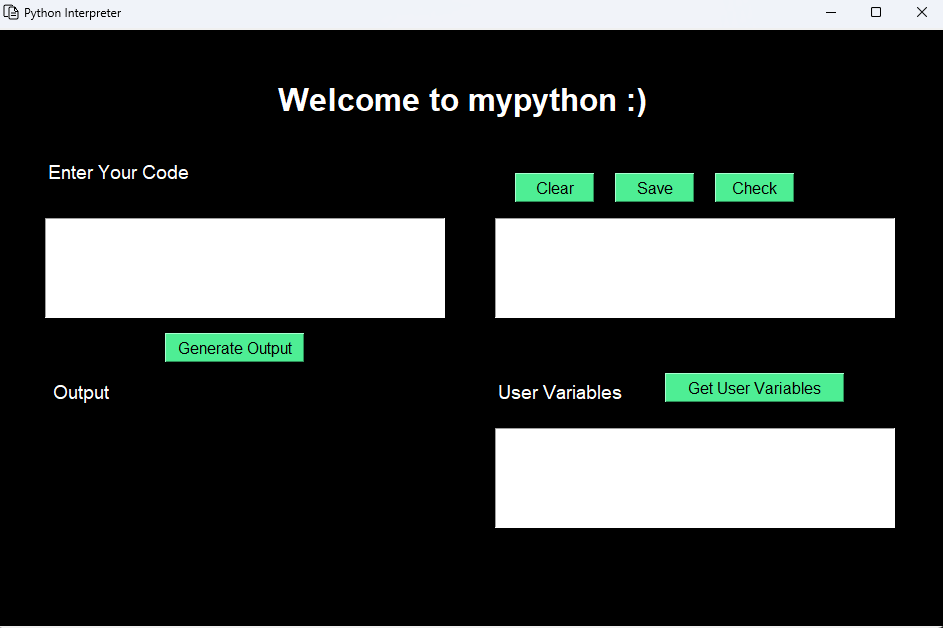 Python Interpreter
Welcome to mypython :)
Enter Your Code
Clear Save Check
Generate Output
Output
User Variables
Get User Variables